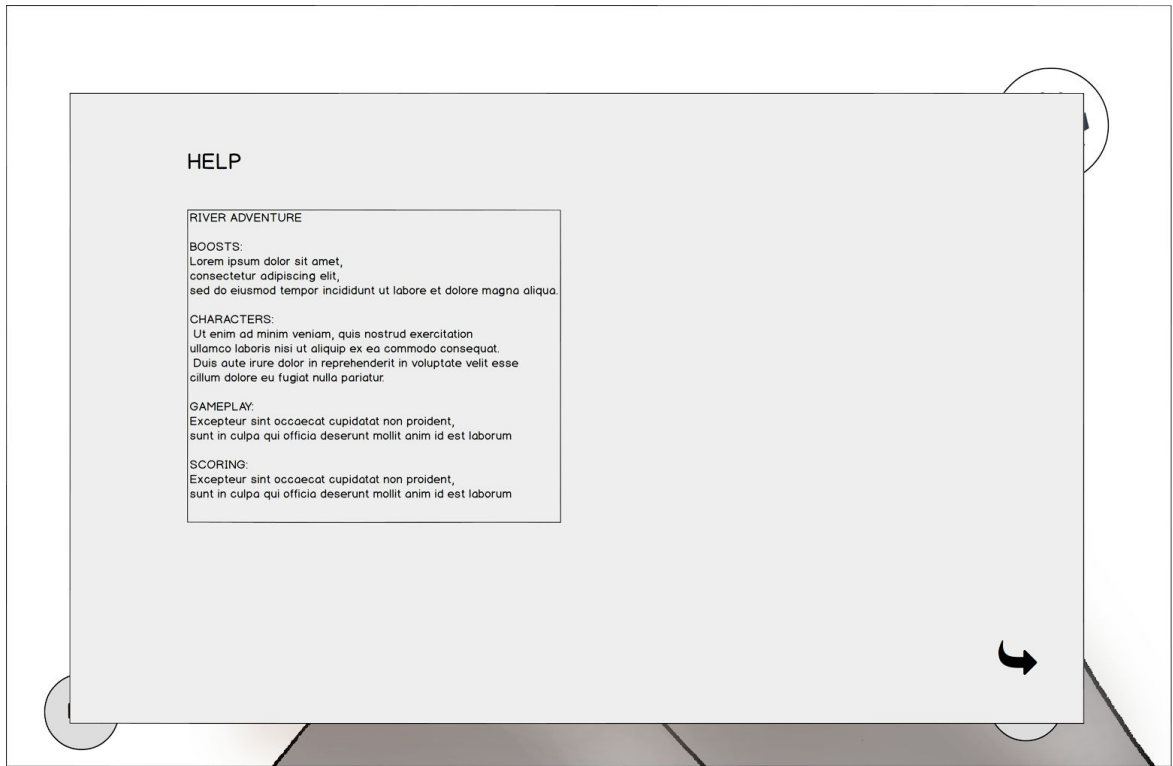 HELP
RIVER ADVENTURE
BOOSTS:
Lorem ipsum dolor sit amet,
consectetur adipiscing elit,
sed do eiusmod tempor incididunt ut labore et dolore magna aliqua.
CHARACTERS:
Ut enim ad minim veniam, quis nostrud exercitation
ullamco laboris nisi ut aliquip ex ea commodo consequat.
Duis aute irure dolor in reprehenderit in voluptate velit esse
cillum dolore eu fugiat nulla pariatur.
GAMEPLAY:
Excepteur sint occaecat cupidatat non proident,
sunt in culpa qui officia deserunt mollit anim id est laborum
SCORING:
Excepteur sint occaecat cupidatat non proident,
sunt in culpa qui officia deserunt mollit anim id est laborum